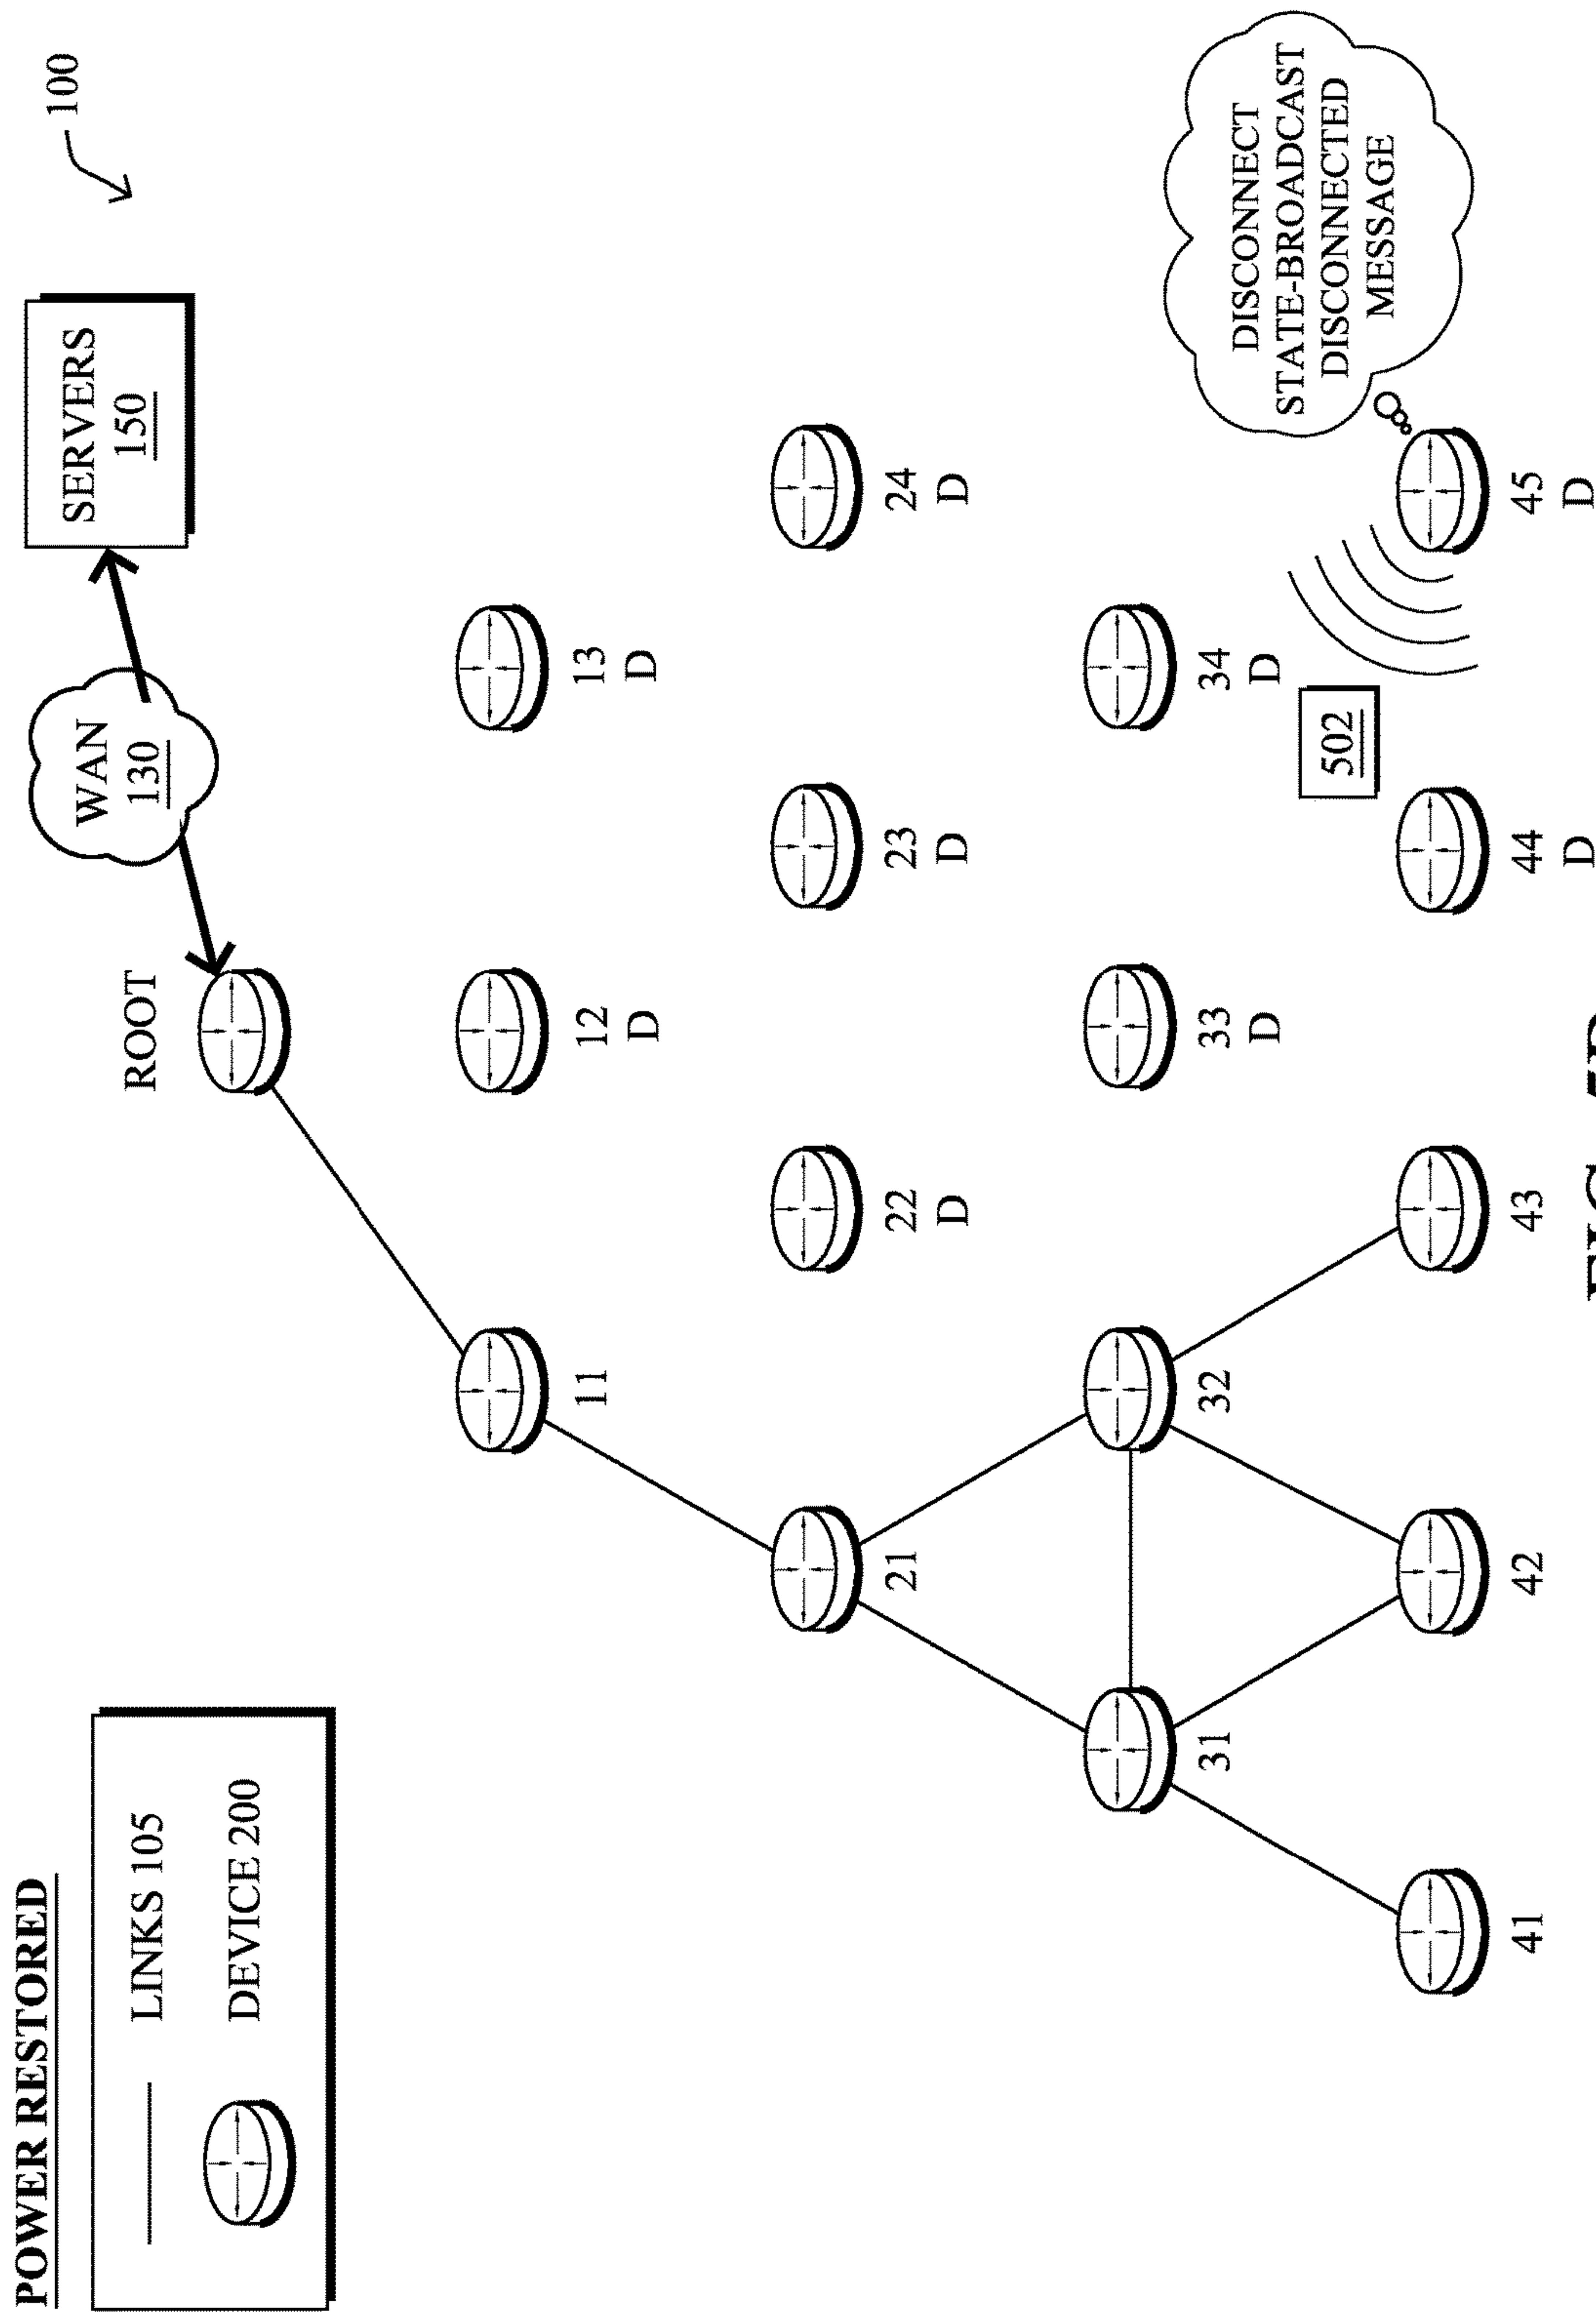 POWER RESTORED
LINKS 105
DEVICE 200
100
SERVERS
150
WAN
130
ROOT
11
12
D
13
D
21
22
D
23
D
24
D
31
32
33
D
34
D
502
DISCONNECT
STATE-BROADCAST
DISCONNECTED
MESSAGE
41
42
43
44
D
45
D